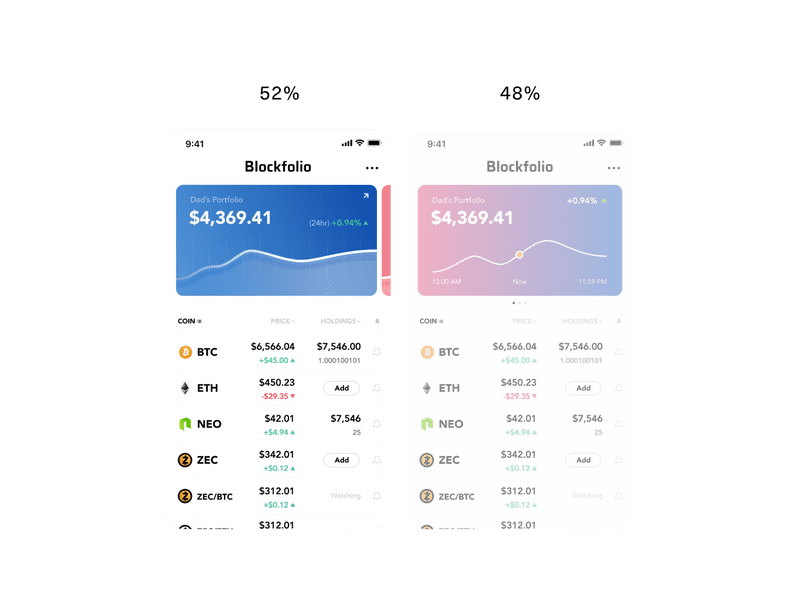 52%
9:41
Blockfolio
Dad's Portfolio
$4,369.41
(24hr) +0.94%
COIN PRICE HOLDINGS
BTC $6,566.04 $7,546.00
+$45.00 1.000100101
ETH $450.23 Add
-$29.35
NEO $42.01 $7,546
+$4.94 25
ZEC $342.01 Add
+$0.12
ZEC/BTC $312.01 Watching
+$0.12
$312.01
48%
9:41
Blockfolio
Dad's Portfolio +0.94%
$4,369.41
12:00 AM Now 11:59 PM
COIN PRICE HOLDINGS
BTC $6,566.04 $7,546.00
+$45.00 1.000100101
ETH $450.23 Add
-$29.35
NEO $42.01 $7,546
+$4.94 25
ZEC $342.01 Add
+$0.12
ZEC/BTC $312.01 Watching
+$0.12
$312.01